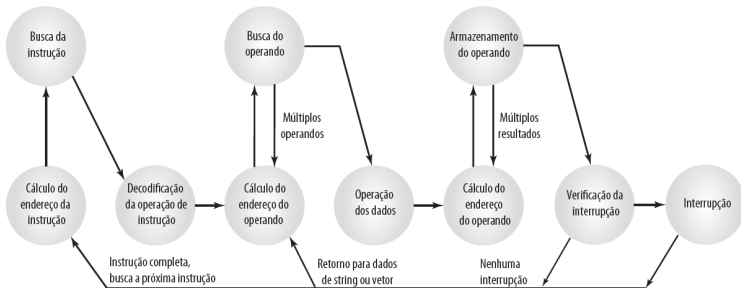 Busca da
instrução
Busca do
operando
Armazenamento
do operando
Múltiplos
operandos
Múltiplos
resultados
Cálculo do
endereço da
instrução
Decodificação
da operação de
instrução
Cálculo do
endereço do
operando
Operação
dos dados
Cálculo do
endereço
do operando
Verificação da
interrupção
Interrupção
Instrução completa,
busca a próxima instrução
Retorno para dados
de string ou vetor
Nenhuma
interrupção